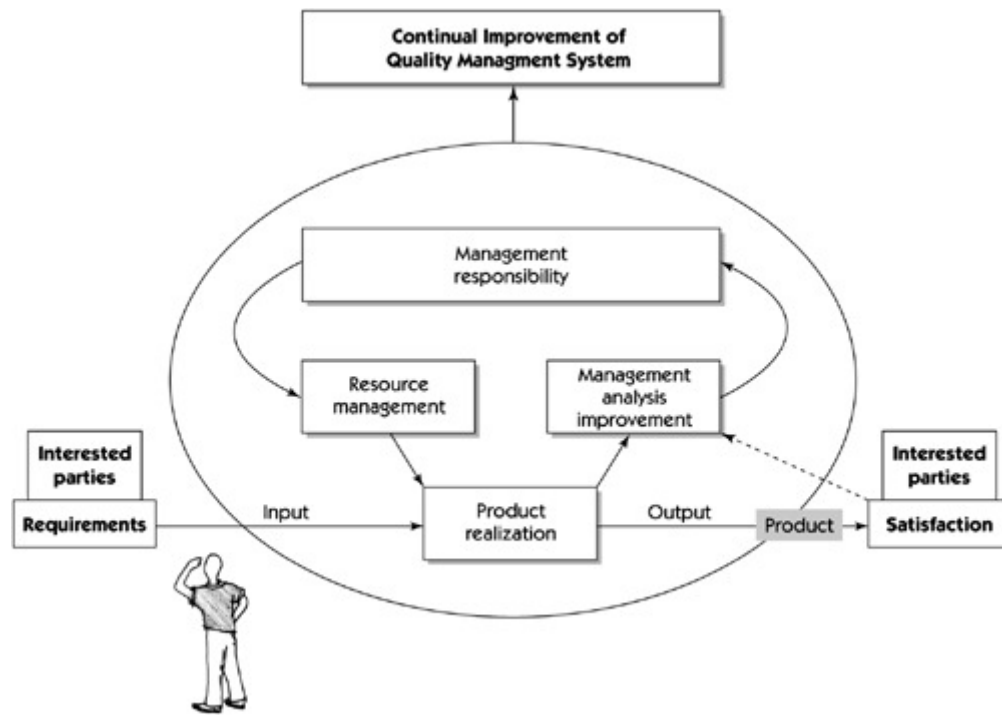 Continual Improvement of
Quality Managment System
Management
responsibility
Resource
management
Management
analysis
improvement
Interested
parties
Requirements
Input
Product
realization
Output
Product
Interested
parties
Satisfaction